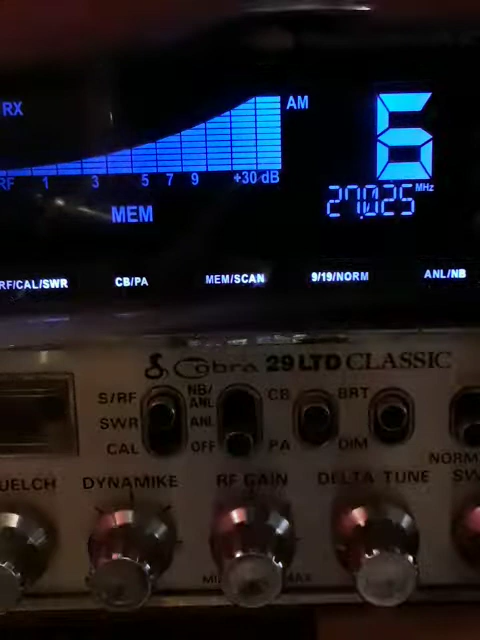 RX
AM
6
RF 1 3 5 7 9 +30 dB
27.025 MHz
MEM
RF/CAL/SWR CB/PA MEM/SCAN 9/19/NORM ANL/NB
Cobra 29 LTD CLASSIC
S/RF NB/ANL CB BRT
SWR ANL
CAL OFF PA DIM
NORM
UELCH DYNAMIKE RF GAIN DELTA TUNE SW